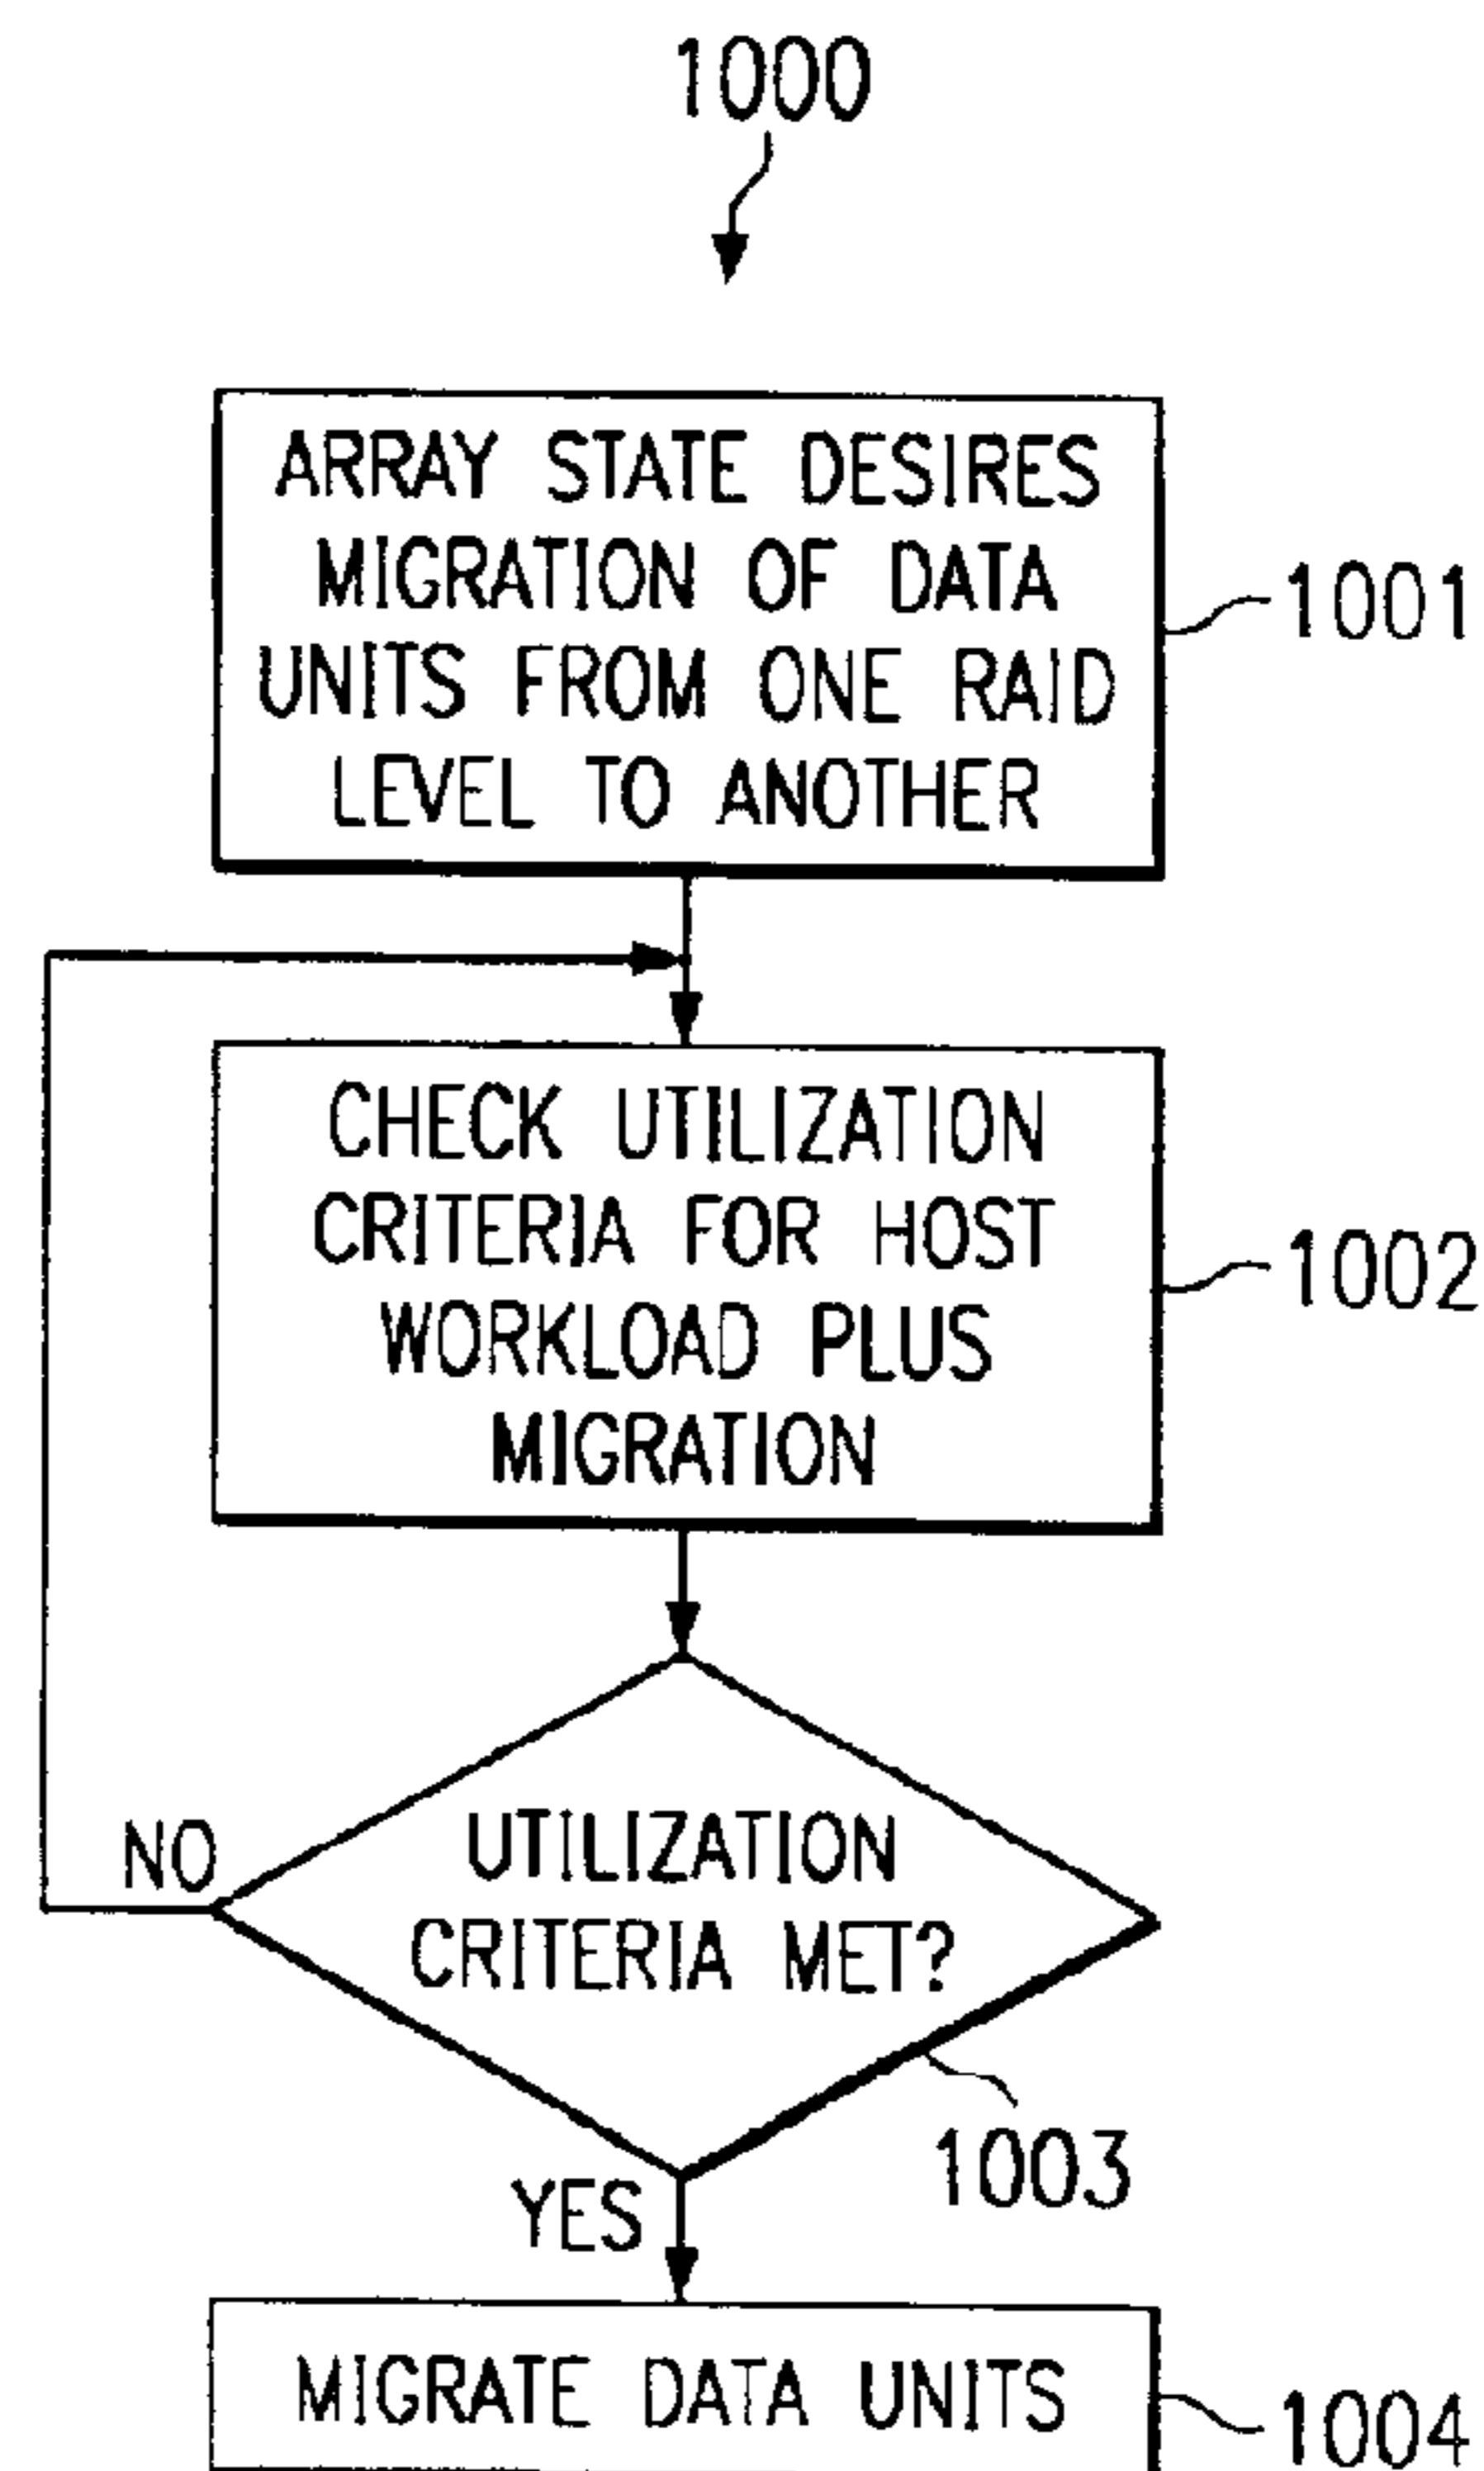 1000
ARRAY STATE DESIRES
MIGRATION OF DATA
UNITS FROM ONE RAID
LEVEL TO ANOTHER
1001
CHECK UTILIZATION
CRITERIA FOR HOST
WORKLOAD PLUS
MIGRATION
1002
UTILIZATION
CRITERIA MET?
NO
1003
YES
MIGRATE DATA UNITS
1004